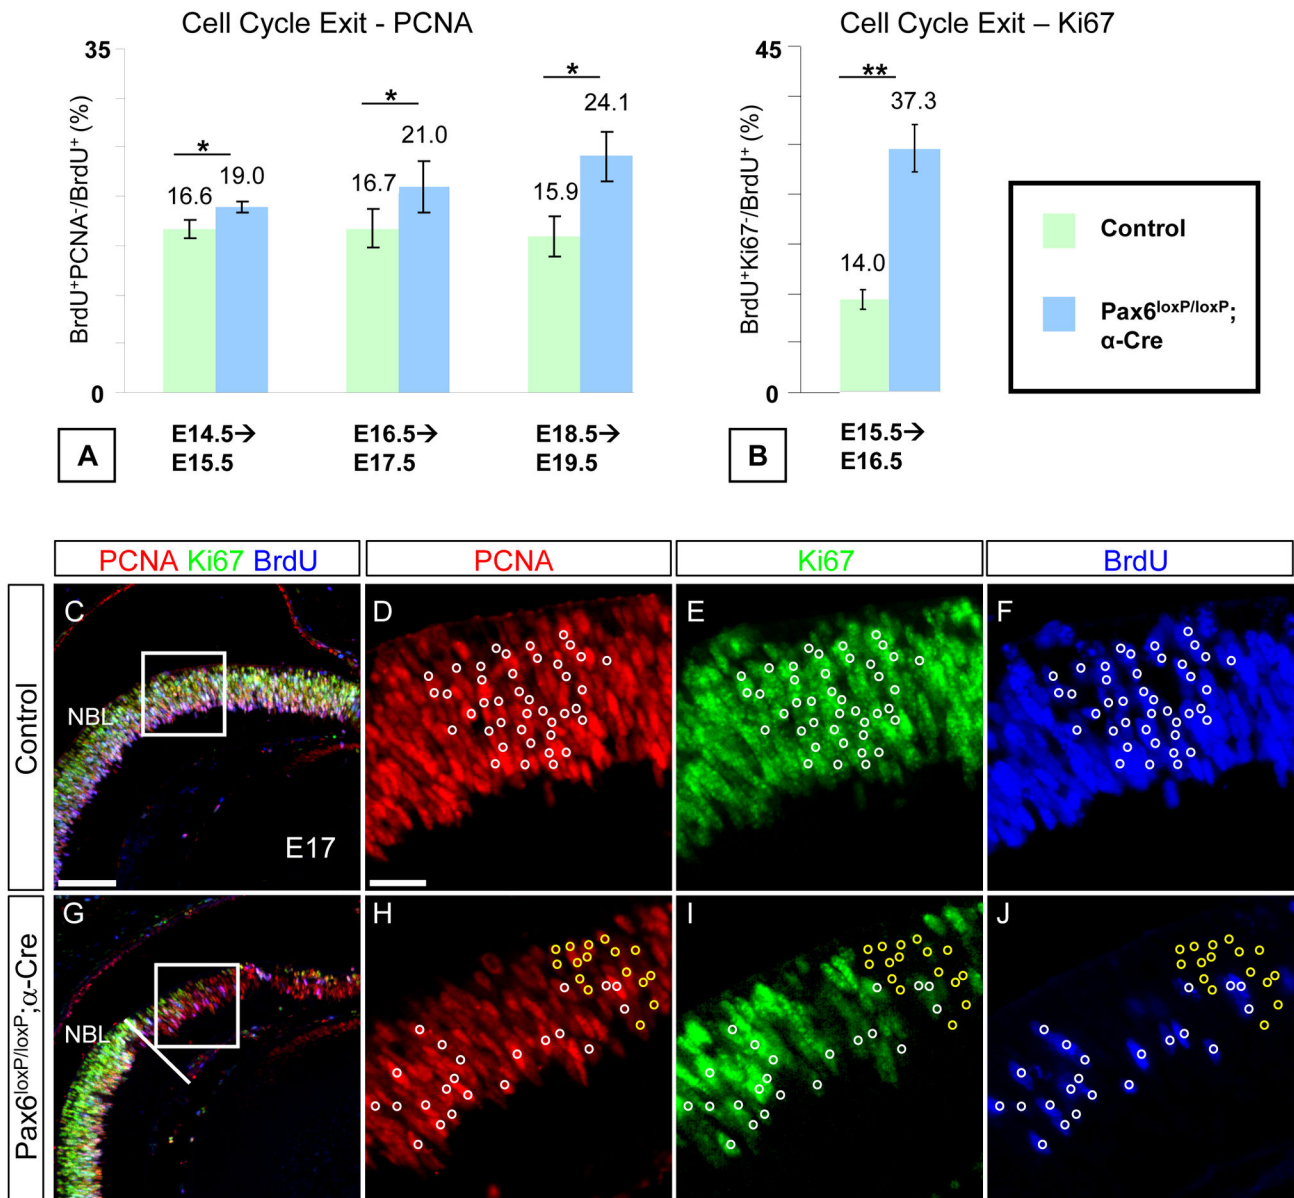 Cell Cycle Exit - PCNA
35
BrdU⁺PCNA⁻/BrdU⁺ (%)
0
*
16.6
19.0
*
16.7
21.0
*
15.9
24.1
E14.5→
E15.5
E16.5→
E17.5
E18.5→
E19.5
A
Cell Cycle Exit – Ki67
45
BrdU⁺Ki67⁻/BrdU⁺ (%)
0
**
14.0
37.3
E15.5→
E16.5
B
Control
Pax6ˡᵒˣᴾ/ˡᵒˣᴾ;
α-Cre
PCNA Ki67 BrdU
PCNA
Ki67
BrdU
Control
C
NBL
E17
D
E
F
Pax6ˡᵒˣᴾ/ˡᵒˣᴾ;α-Cre
G
NBL
H
I
J